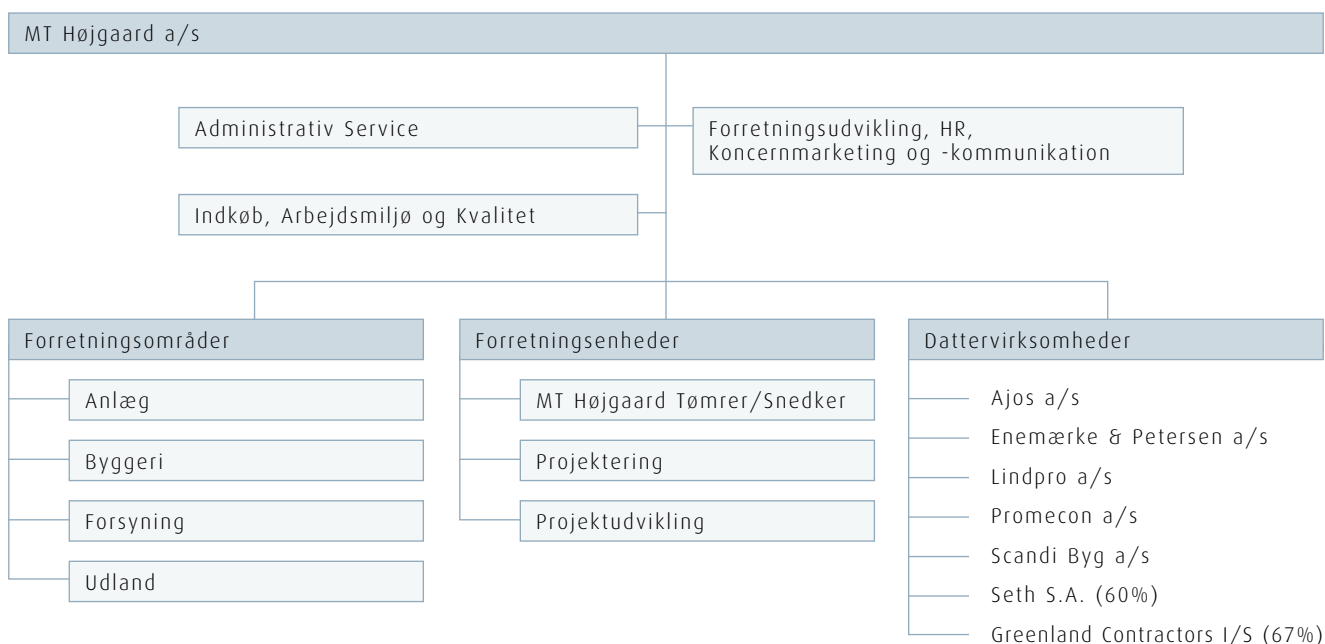 MT Højgaard a/s
Administrativ Service
Forretningsudvikling, HR,
Koncernmarketing og -kommunikation
Indkøb, Arbejdsmiljø og Kvalitet
Forretningsområder
Anlæg
Byggeri
Forsyning
Udland
Forretningsenheder
MT Højgaard Tømrer/Snedker
Projektering
Projektudvikling
Dattervirksomheder
Ajos a/s
Enemærke & Petersen a/s
Lindpro a/s
Promecon a/s
Scandi Byg a/s
Seth S.A. (60%)
Greenland Contractors I/S (67%)